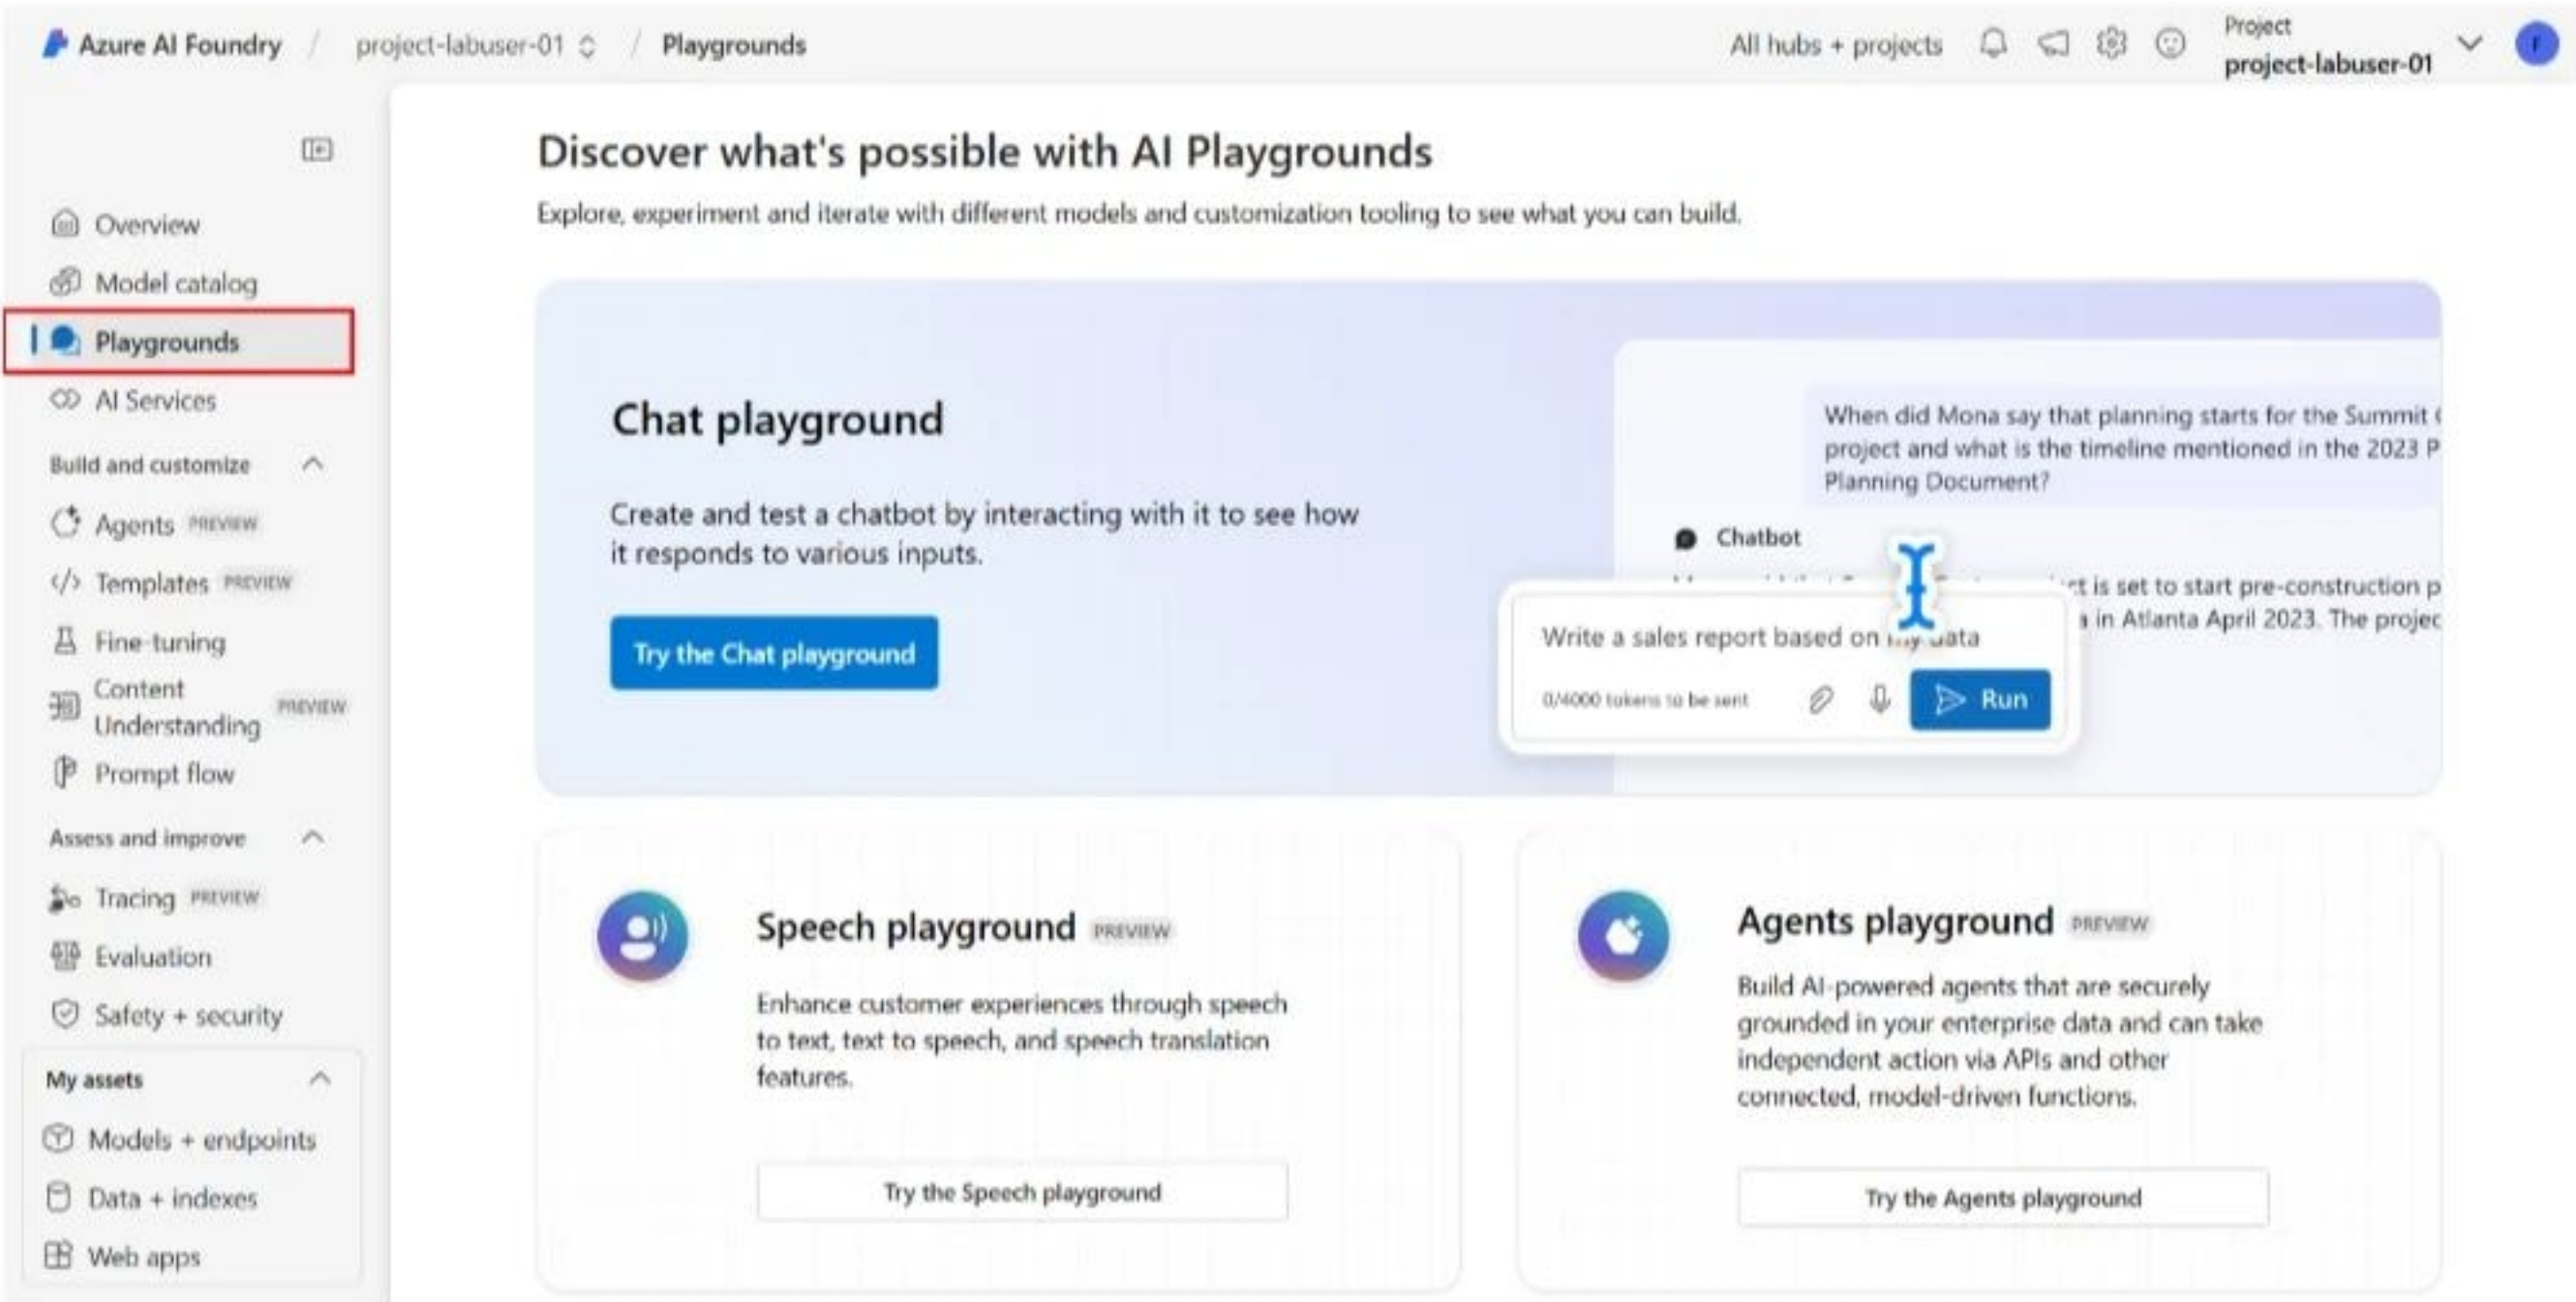 Azure AI Foundry / project-labuser-01 / Playgrounds
All hubs + projects
Project
project-labuser-01
Overview
Model catalog
Playgrounds
AI Services
Build and customize
Agents PREVIEW
Templates PREVIEW
Fine-tuning
Content
Understanding PREVIEW
Prompt flow
Assess and improve
Tracing PREVIEW
Evaluation
Safety + security
My assets
Models + endpoints
Data + indexes
Web apps
Discover what's possible with AI Playgrounds
Explore, experiment and iterate with different models and customization tooling to see what you can build.
Chat playground
Create and test a chatbot by interacting with it to see how
it responds to various inputs.
Try the Chat playground
When did Mona say that planning starts for the Summit
project and what is the timeline mentioned in the 2023 P
Planning Document?
Chatbot
is set to start pre-construction p
in Atlanta April 2023. The projec
Write a sales report based on my data
0/4000 tokens to be sent
Run
Speech playground PREVIEW
Enhance customer experiences through speech
to text, text to speech, and speech translation
features.
Try the Speech playground
Agents playground PREVIEW
Build AI-powered agents that are securely
grounded in your enterprise data and can take
independent action via APIs and other
connected, model-driven functions.
Try the Agents playground